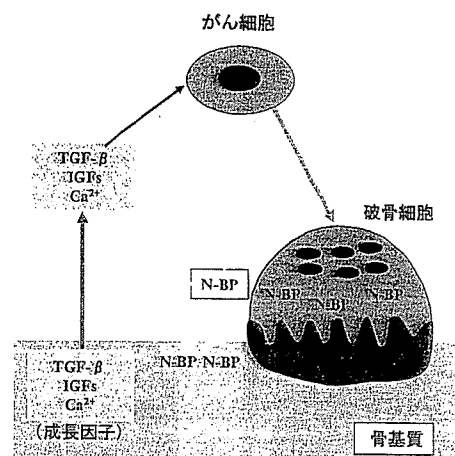 がん細胞
TGF-β
IGFs
Ca²⁺
破骨細胞
N-BP
N-BP
N-BP
N-BP
N-BP N-BP
TGF-β
IGFs
Ca²⁺
(成長因子)
骨基質